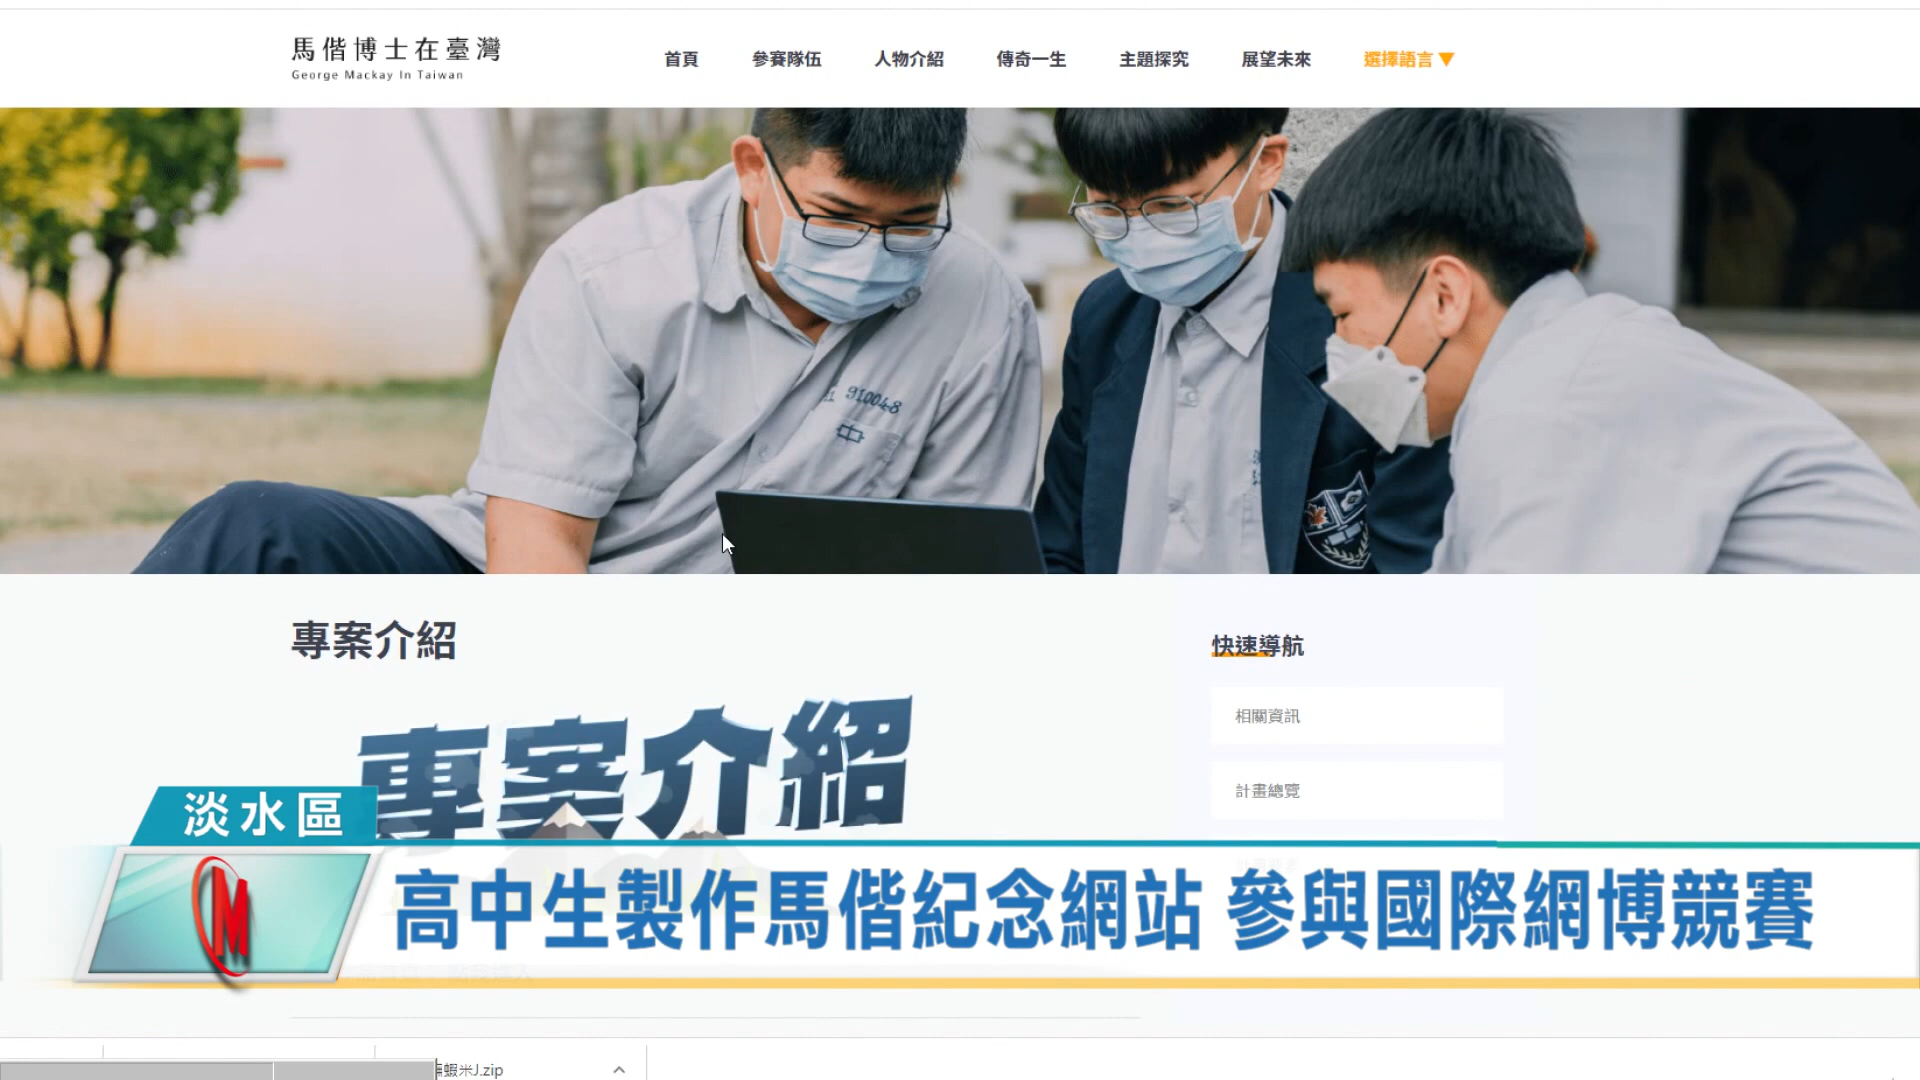 馬偕博士在臺灣
George Mackay In Taiwan
首頁 參賽隊伍 人物介紹 傳奇一生 主題探究 展望未來 選擇語言 ▼
910048
中
專案介紹
快速導航
相關資訊
專案介紹
計畫總覽
淡水區
M
高中生製作馬偕紀念網站 參與國際網博競賽
蝦米J.zip